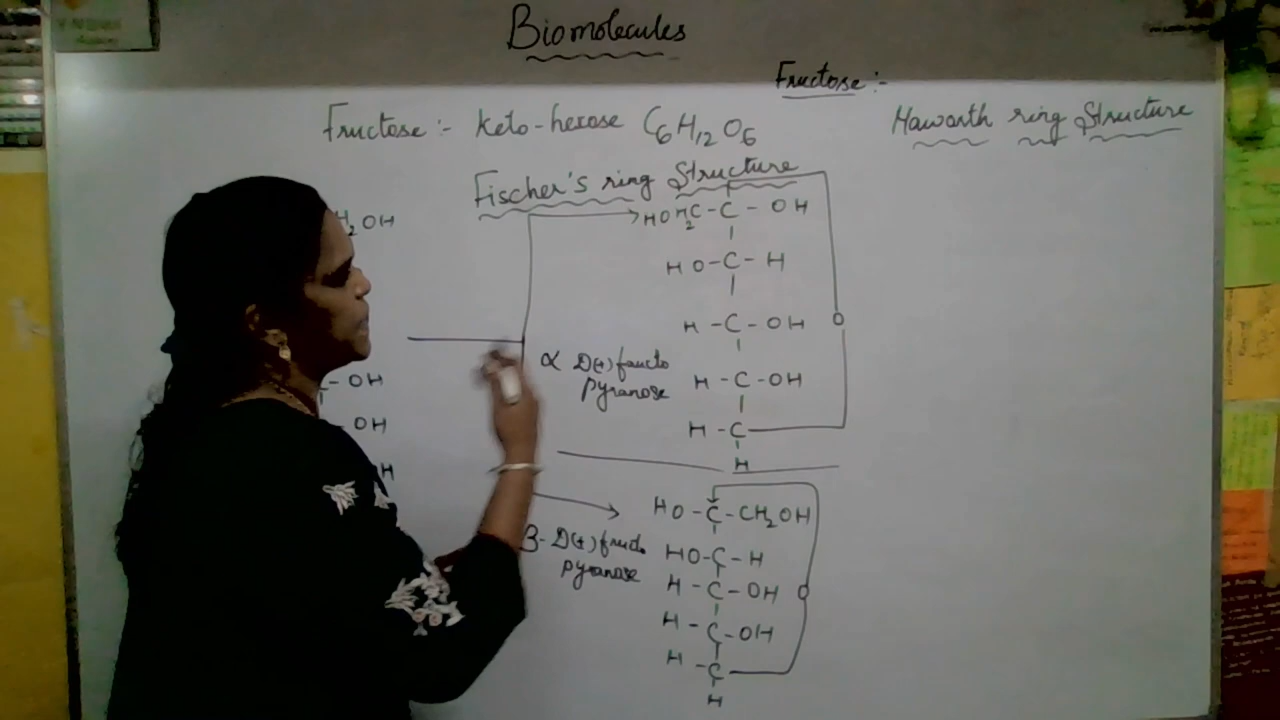 Biomolecules
Fructose :-
Fructose :- Keto-hexose C6H12O6
Haworth ring Structure
Fischer's ring Structure
H2OH
HOH2C - C - OH
HO - C - H
H - C - OH
O
α D(+) fructo
pyranose
H - C - OH
H - C
H
- OH
- OH
H
HO - C - CH2OH
β- D(+) fructo
pyranose
HO - C - H
H - C - OH
O
H - C - OH
H - C
H